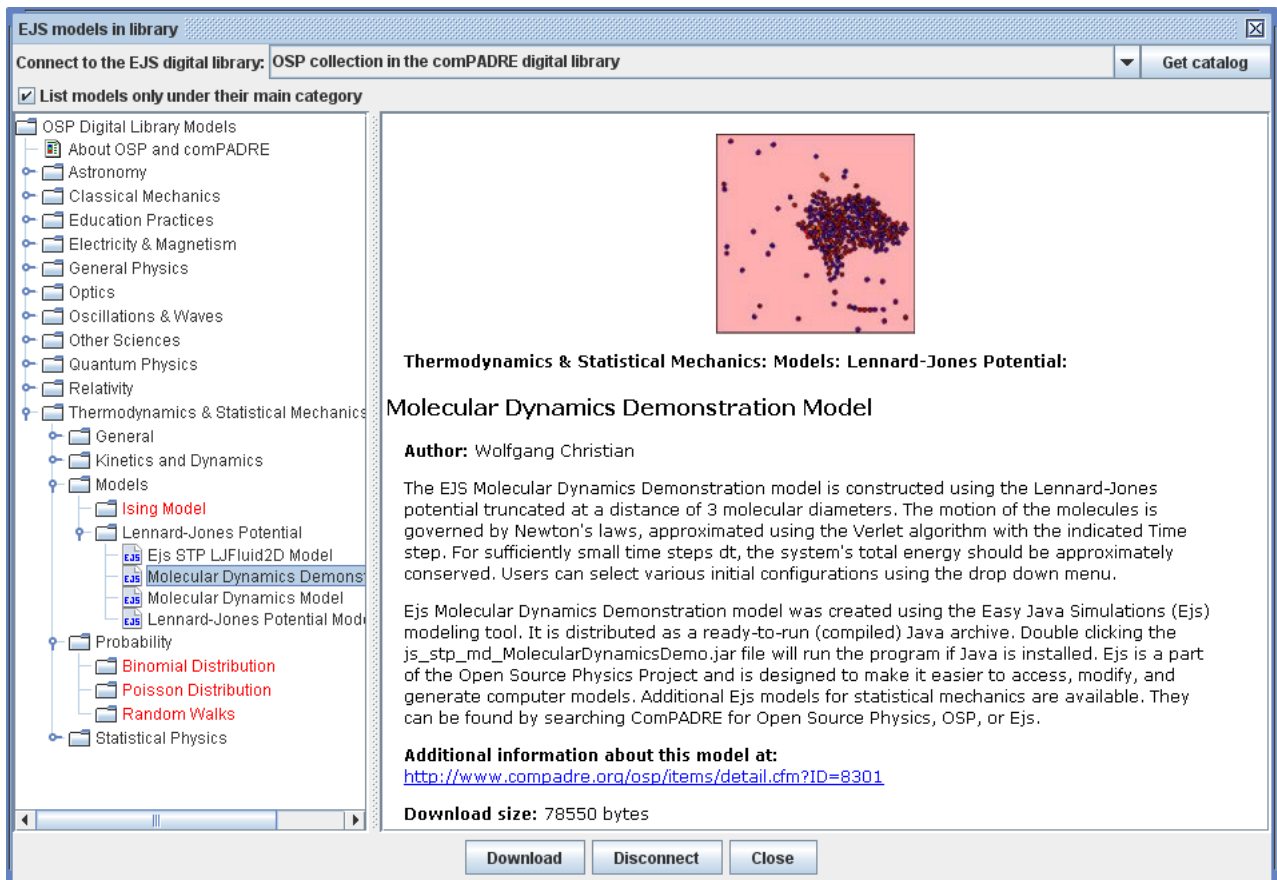 EJS models in library
Connect to the EJS digital library: OSP collection in the comPADRE digital library Get catalog
List models only under their main category
OSP Digital Library Models
About OSP and comPADRE
Astronomy
Classical Mechanics
Education Practices
Electricity & Magnetism
General Physics
Optics
Oscillations & Waves
Other Sciences
Quantum Physics
Relativity
Thermodynamics & Statistical Mechanics
General
Kinetics and Dynamics
Models
Ising Model
Lennard-Jones Potential
Ejs STP LJFluid2D Model
Molecular Dynamics Demonst
Molecular Dynamics Model
Lennard-Jones Potential Mod
Probability
Binomial Distribution
Poisson Distribution
Random Walks
Statistical Physics
Thermodynamics & Statistical Mechanics: Models: Lennard-Jones Potential:
Molecular Dynamics Demonstration Model
Author: Wolfgang Christian
The EJS Molecular Dynamics Demonstration model is constructed using the Lennard-Jones
potential truncated at a distance of 3 molecular diameters. The motion of the molecules is
governed by Newton's laws, approximated using the Verlet algorithm with the indicated Time
step. For sufficiently small time steps dt, the system's total energy should be approximately
conserved. Users can select various initial configurations using the drop down menu.
Ejs Molecular Dynamics Demonstration model was created using the Easy Java Simulations (Ejs)
modeling tool. It is distributed as a ready-to-run (compiled) Java archive. Double clicking the
js_stp_md_MolecularDynamicsDemo.jar file will run the program if Java is installed. Ejs is a part
of the Open Source Physics Project and is designed to make it easier to access, modify, and
generate computer models. Additional Ejs models for statistical mechanics are available. They
can be found by searching ComPADRE for Open Source Physics, OSP, or Ejs.
Additional information about this model at:
http://www.compadre.org/osp/items/detail.cfm?ID=8301
Download size: 78550 bytes
Download Disconnect Close